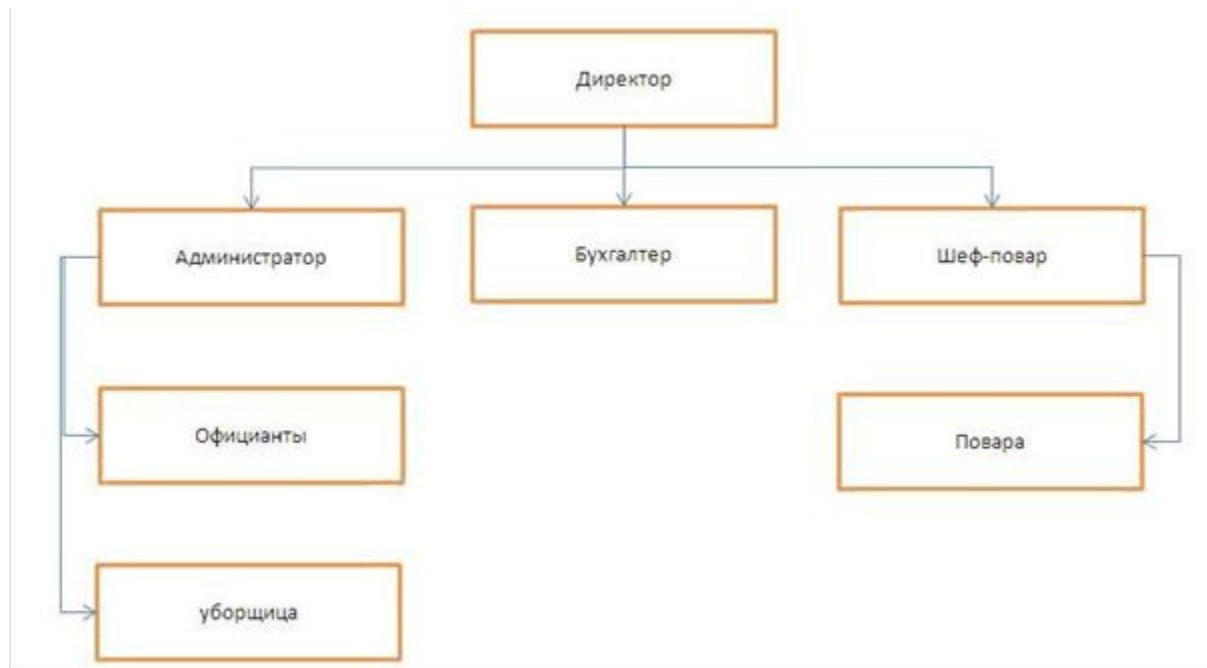 Директор
Администратор
Бухгалтер
Шеф-повар
Официанты
Повара
уборщица